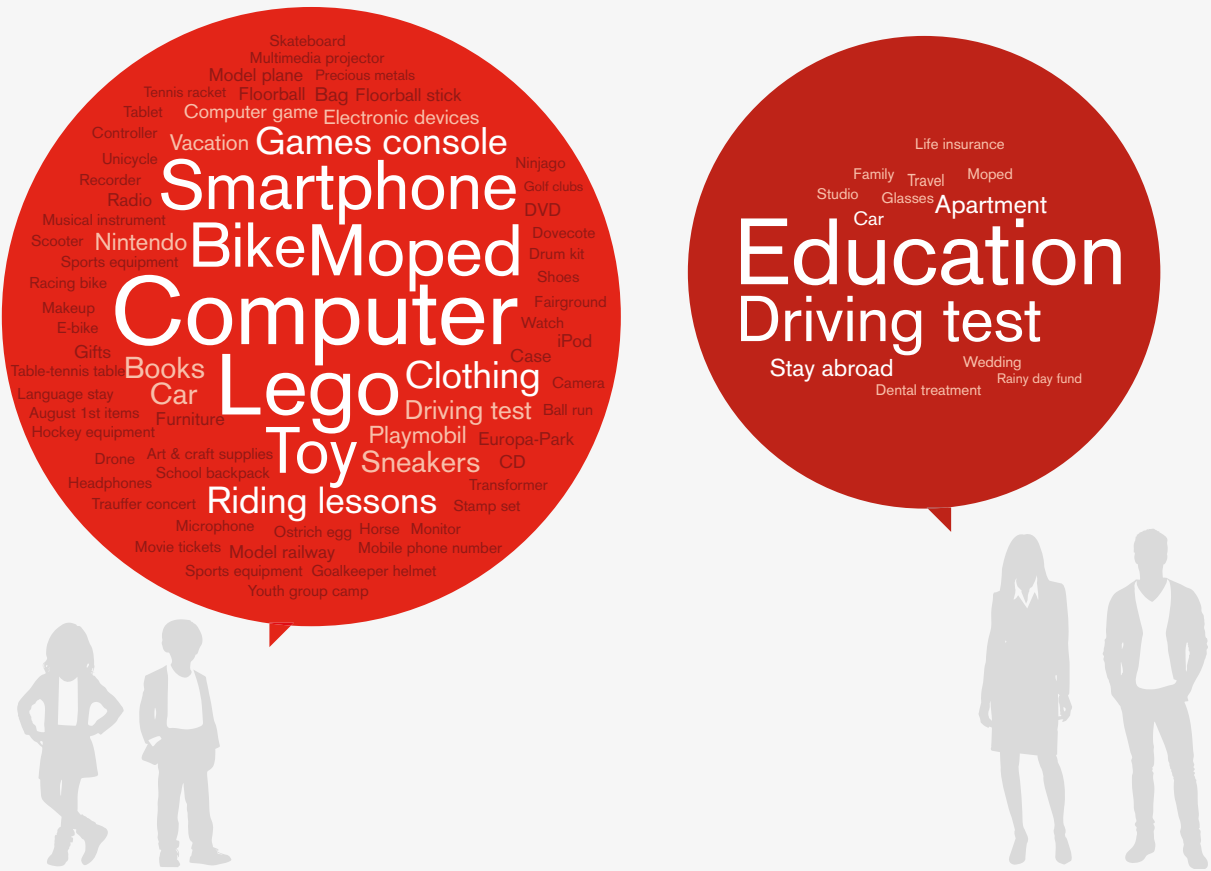 Skateboard
Multimedia projector
Model plane Precious metals
Tennis racket Floorball Bag Floorball stick
Tablet Computer game Electronic devices
Controller Vacation Games console
Unicycle Smartphone Ninjago
Recorder Golf clubs
Radio DVD
Musical instrument Dovecote
Scooter Nintendo Bike Moped Drum kit
Sports equipment Shoes
Racing bike Computer Fairground
Makeup Watch
E-bike iPod
Gifts Case
Table-tennis table Books Lego Clothing Camera
Language stay Car Driving test Ball run
August 1st items Furniture
Hockey equipment Playmobil Europa-Park
Drone Art & craft supplies Toy Sneakers CD
School backpack
Headphones Transformer
Trauffer concert Riding lessons Stamp set
Microphone Ostrich egg Horse Monitor
Movie tickets Model railway Mobile phone number
Sports equipment Goalkeeper helmet
Youth group camp
Life insurance
Family Travel Moped
Studio Glasses Apartment
Car
Education
Driving test
Stay abroad Wedding
Rainy day fund
Dental treatment